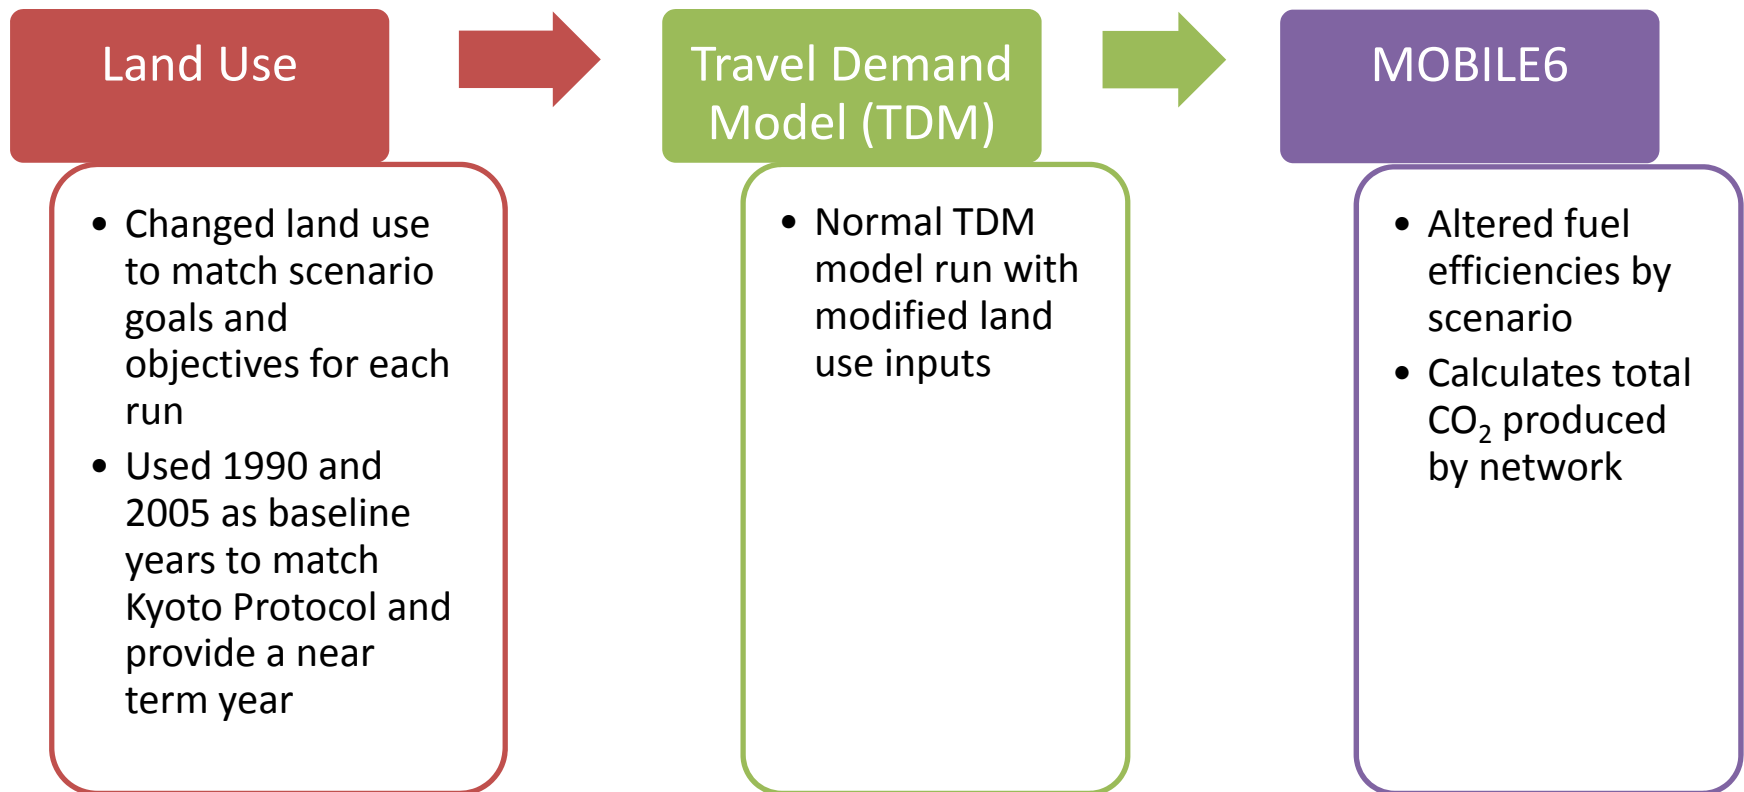 Land Use
• Changed land use
to match scenario
goals and
objectives for each
run
• Used 1990 and
2005 as baseline
years to match
Kyoto Protocol and
provide a near
term year
Travel Demand
Model (TDM)
• Normal TDM
model run with
modified land
use inputs
MOBILE6
• Altered fuel
efficiencies by
scenario
• Calculates total
CO₂ produced
by network